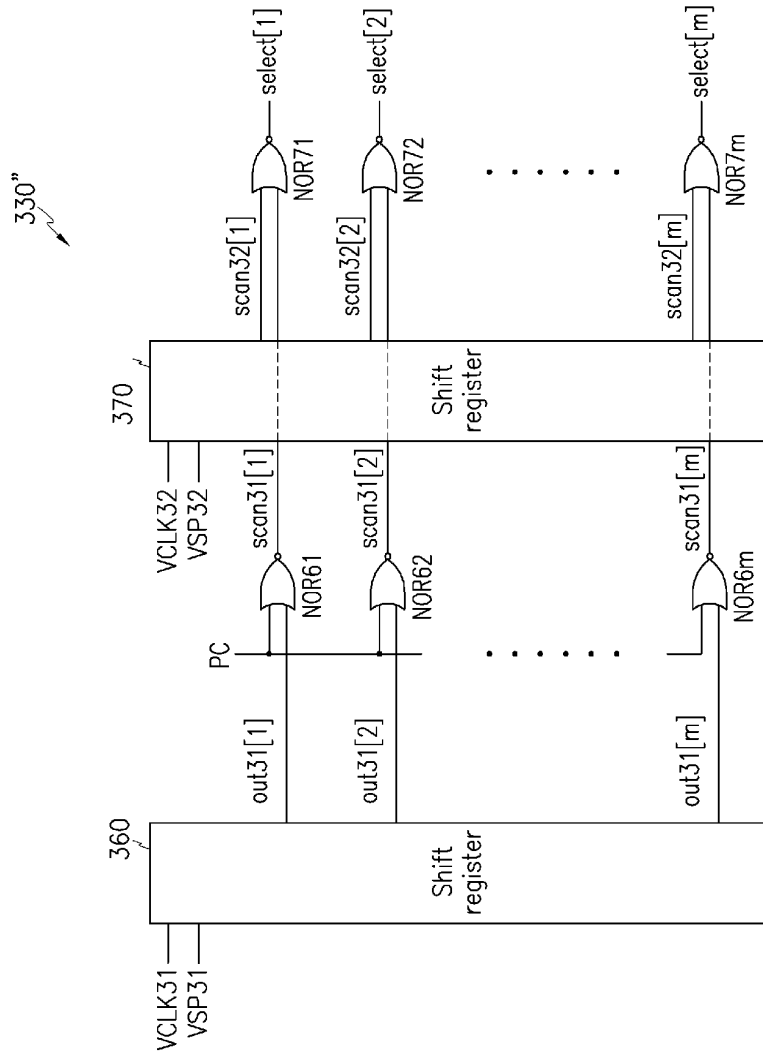 330"
VCLK31
VSP31
360
Shift
register
out31[1]
out31[2]
out31[m]
PC
NOR61
NOR62
NOR6m
scan31[1]
scan31[2]
scan31[m]
VCLK32
VSP32
370
Shift
register
scan32[1]
scan32[2]
scan32[m]
NOR71
NOR72
NOR7m
select[1]
select[2]
select[m]